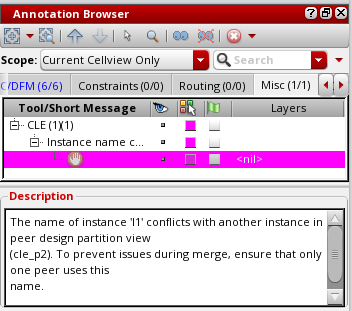 Annotation Browser
Scope: Current Cellview Only Search
C/DFM (6/6) Constraints (0/0) Routing (0/0) Misc (1/1)
Tool/Short Message Layers
CLE (1)(1)
Instance name c...
<nil>
Description
The name of instance 'I1' conflicts with another instance in
peer design partition view
(cle_p2). To prevent issues during merge, ensure that only
one peer uses this
name.